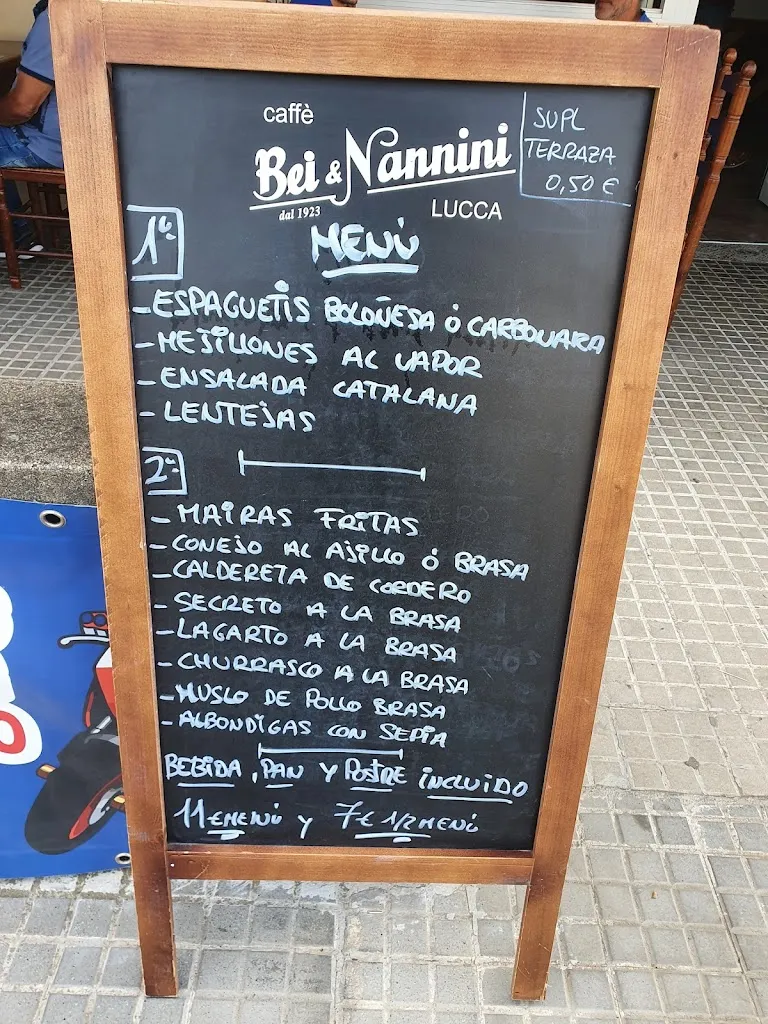 caffè
Bei & Nannini
dal 1923
LUCCA
SUPL
TERRAZA
0,50 €
MENÚ
1º
- ESPAGUETIS BOLOÑESA Ó CARBONARA
- MEJILLONES AL VAPOR
- ENSALADA CATALANA
- LENTEJAS
2º
- MAIRAS FRITAS
- CONEJO AL AJILLO Ó BRASA
- CALDERETA DE CORDERO
- SECRETO A LA BRASA
- LAGARTO A LA BRASA
- CHURRASCO A LA BRASA
- MUSLO DE POLLO BRASA
- ALBONDIGAS CON SEPIA
BEBIDA, PAN Y POSTRE INCLUIDO
11€ MENÚ Y 7€ 1/2 MENÚ